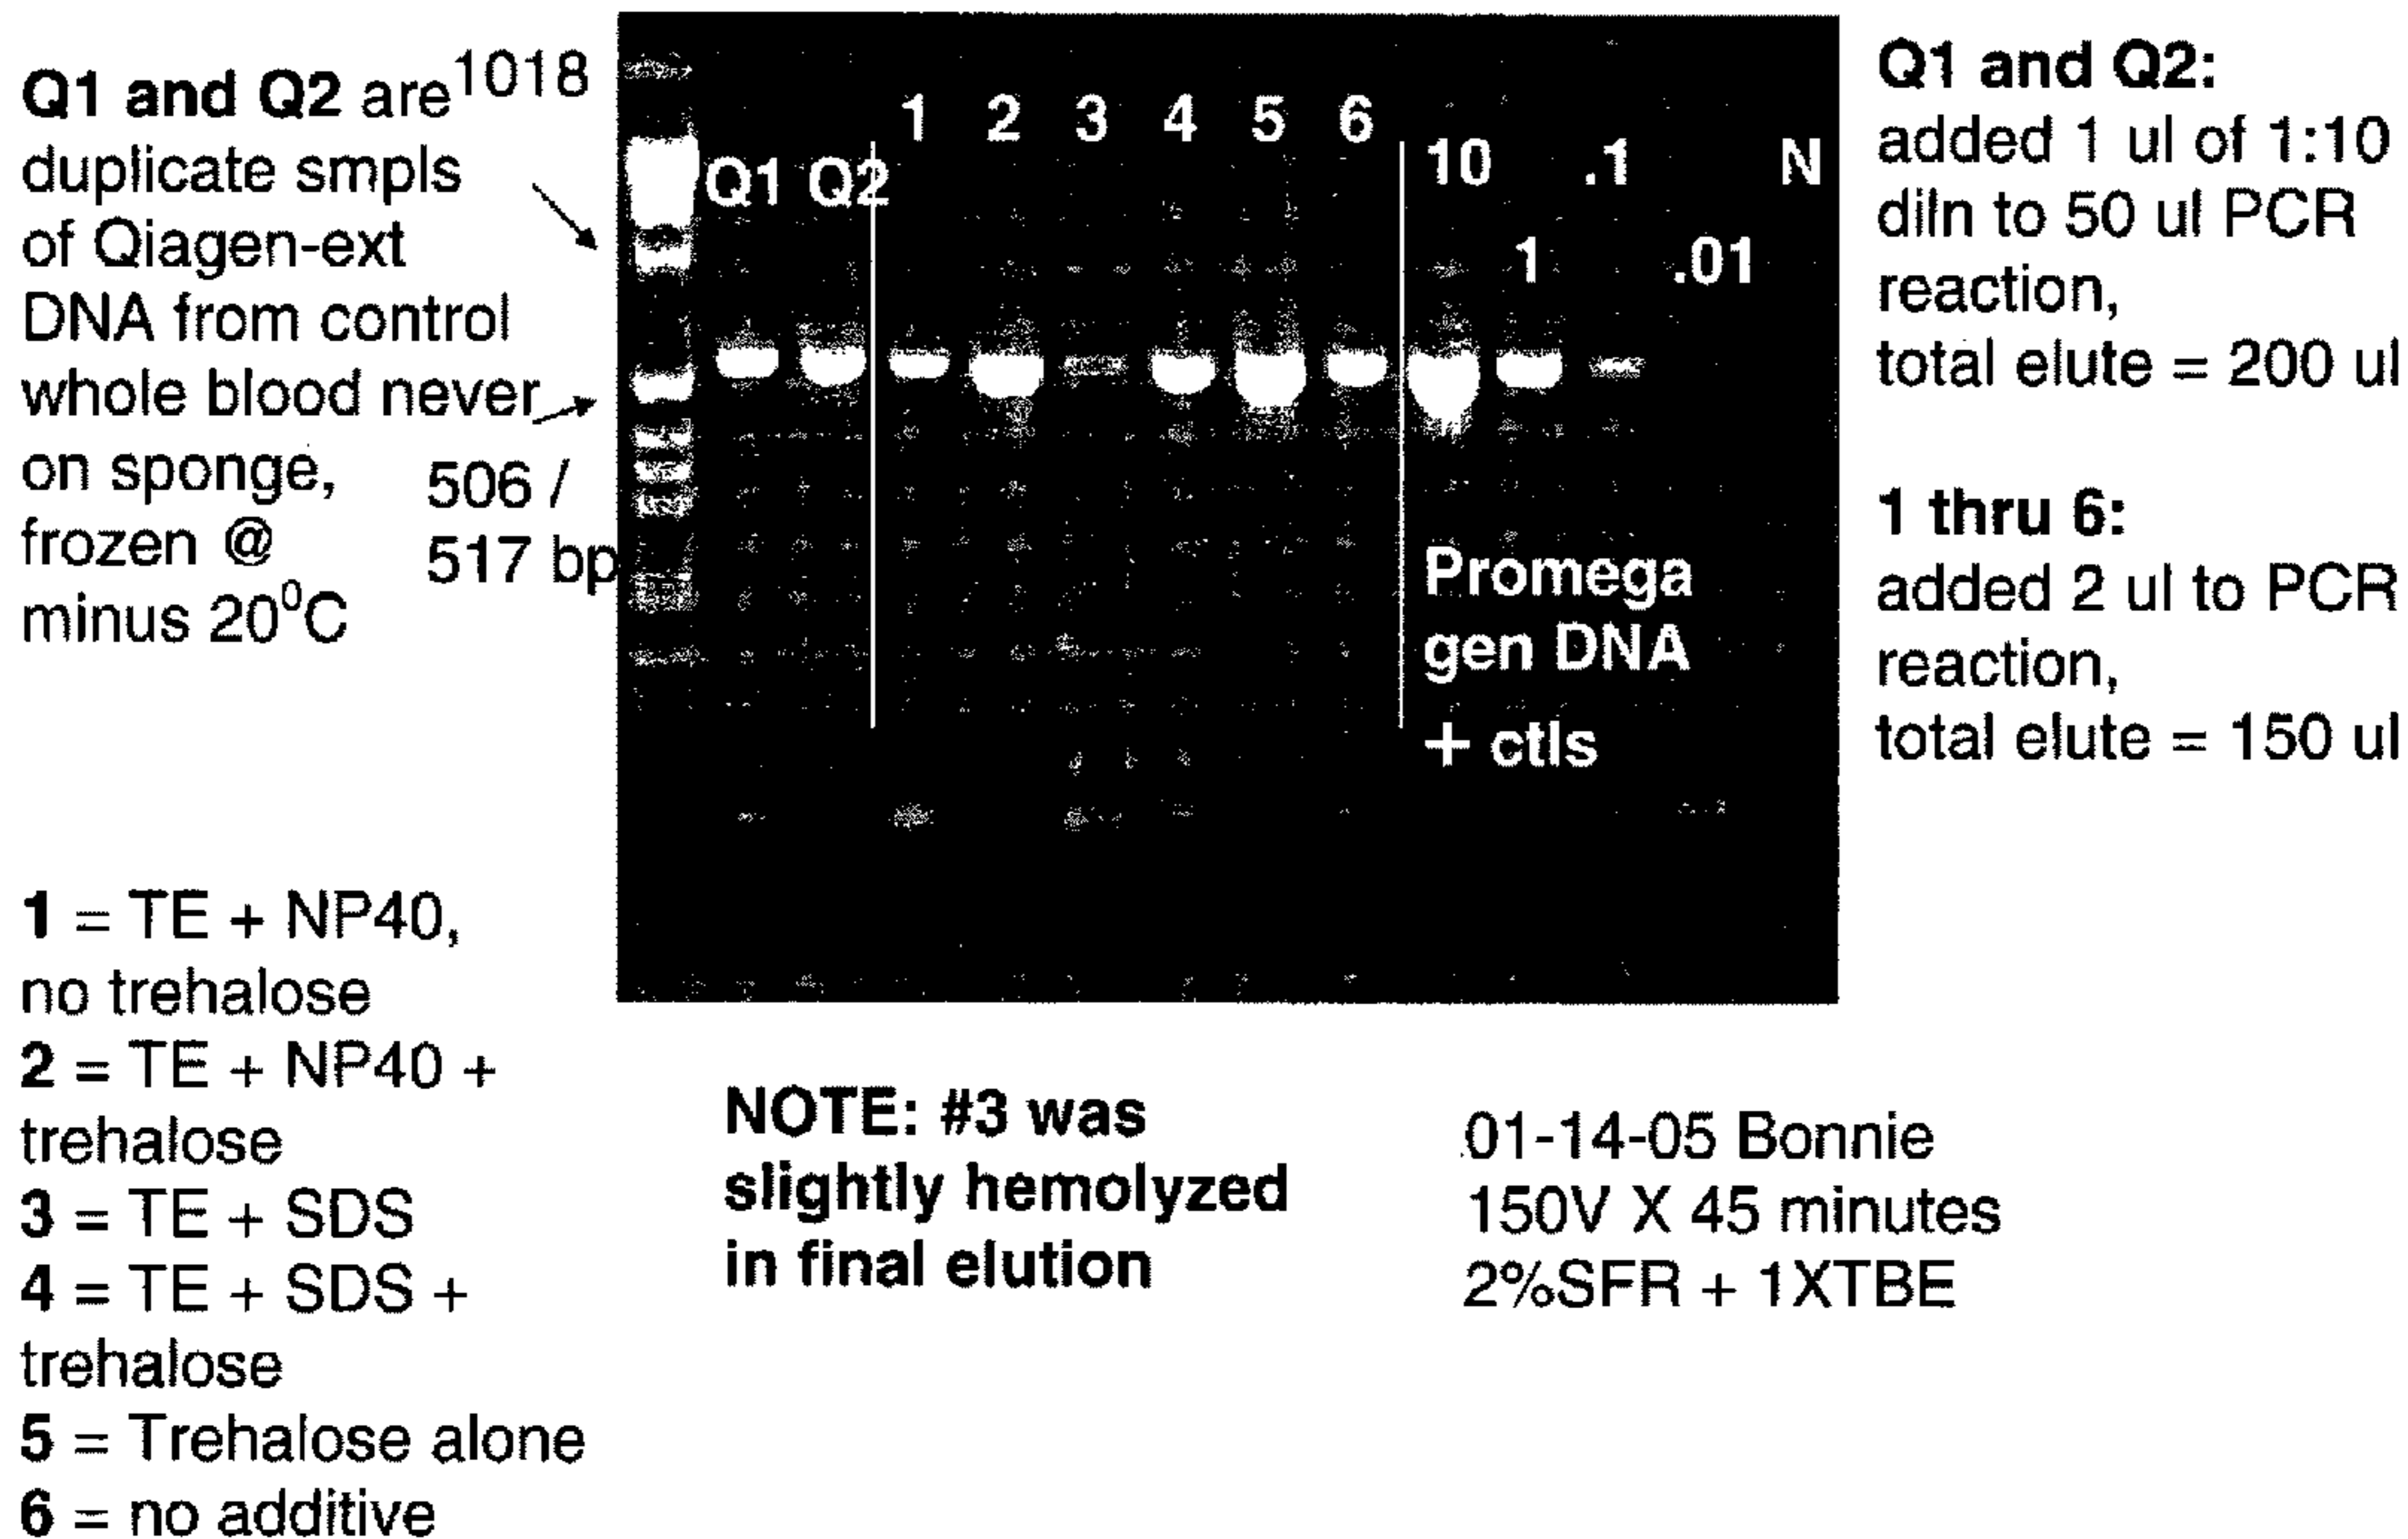 Q1 and Q2 are
duplicate smpls
of Qiagen-ext
DNA from control
whole blood never
on sponge,
frozen @
minus 20⁰C
1018
506 /
517 bp
Q1 Q2
1 2 3 4 5 6
10 .1 N
1 .01
Promega
gen DNA
+ ctls
Q1 and Q2:
added 1 ul of 1:10
diln to 50 ul PCR
reaction,
total elute = 200 ul
1 thru 6:
added 2 ul to PCR
reaction,
total elute = 150 ul
1 = TE + NP40,
no trehalose
2 = TE + NP40 +
trehalose
3 = TE + SDS
4 = TE + SDS +
trehalose
5 = Trehalose alone
6 = no additive
NOTE: #3 was
slightly hemolyzed
in final elution
01-14-05 Bonnie
150V X 45 minutes
2%SFR + 1XTBE